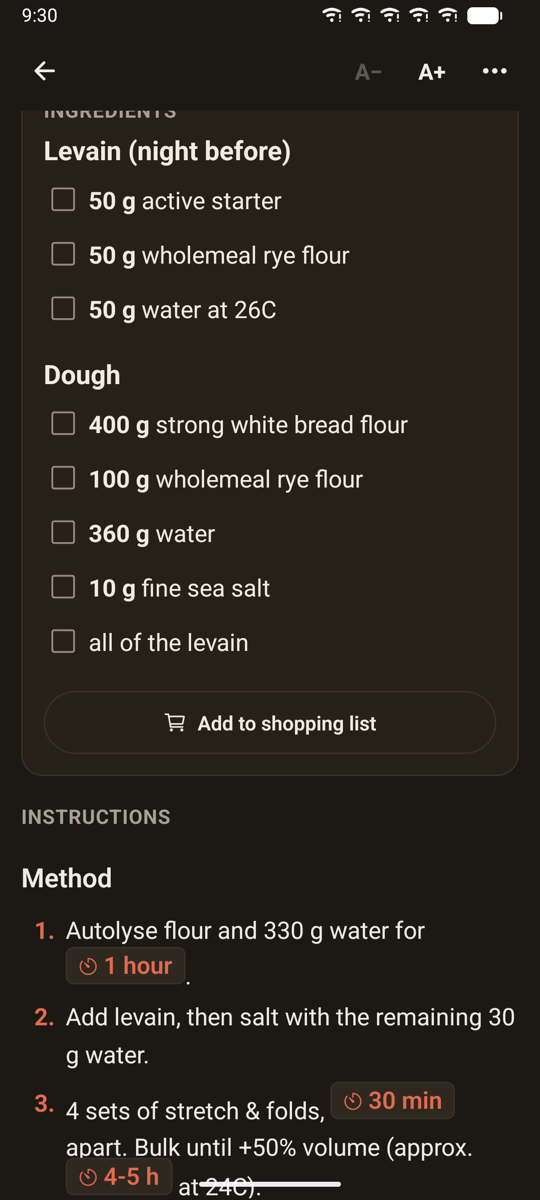 9:30
A−
A+
INGREDIENTS
Levain (night before)
50 g active starter
50 g wholemeal rye flour
50 g water at 26C
Dough
400 g strong white bread flour
100 g wholemeal rye flour
360 g water
10 g fine sea salt
all of the levain
Add to shopping list
INSTRUCTIONS
Method
1. Autolyse flour and 330 g water for
1 hour.
2. Add levain, then salt with the remaining 30
g water.
3. 4 sets of stretch & folds, 30 min
apart. Bulk until +50% volume (approx.
4-5 h at 24C).